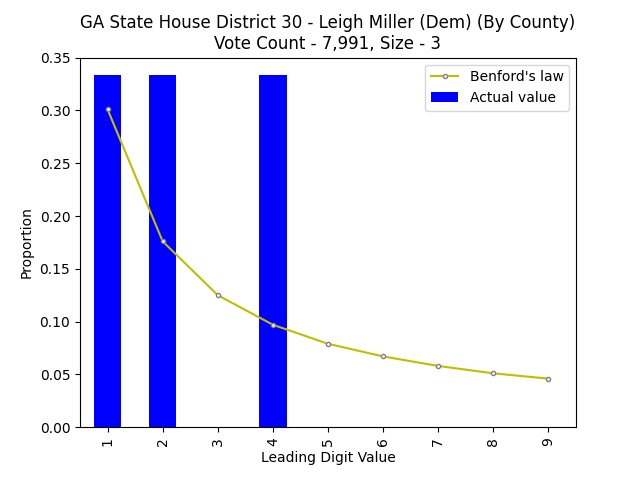 GA State House District 30 - Leigh Miller (Dem) (By County)
Vote Count - 7,991, Size - 3
Benford's law
Actual value
0.35
0.30
0.25
0.20
0.15
0.10
0.05
0.00
Proportion
1 2 3 4 5 6 7 8 9
Leading Digit Value